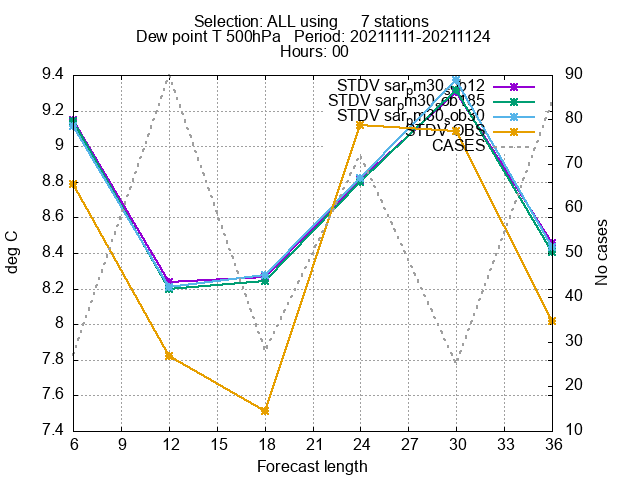 Selection: ALL using 7 stations
Dew point T 500hPa Period: 20211111-20211124
Hours: 00
9.4
9.2
9
8.8
8.6
8.4
8.2
8
7.8
7.6
7.4
deg C
90
80
70
60
50
40
30
20
10
No cases
STDV sarpm30sob12
STDV sarpm30sob185
STDV sarpm30sob30
STDV OBS
CASES
6 9 12 15 18 21 24 27 30 33 36
Forecast length